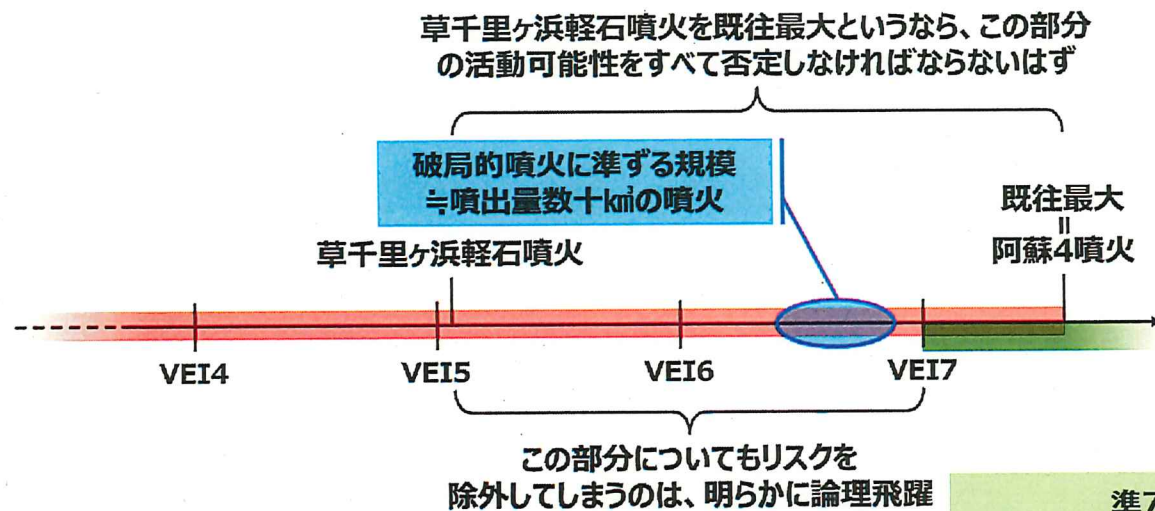 草千里ヶ浜軽石噴火を既往最大というなら、この部分
の活動可能性をすべて否定しなければならないはず
破局的噴火に準ずる規模
≒噴出量数十㎦の噴火
既往最大
=
阿蘇4噴火
草千里ヶ浜軽石噴火
VEI4
VEI5
VEI6
VEI7
この部分についてもリスクを
除外してしまうのは、明らかに論理飛躍
準7